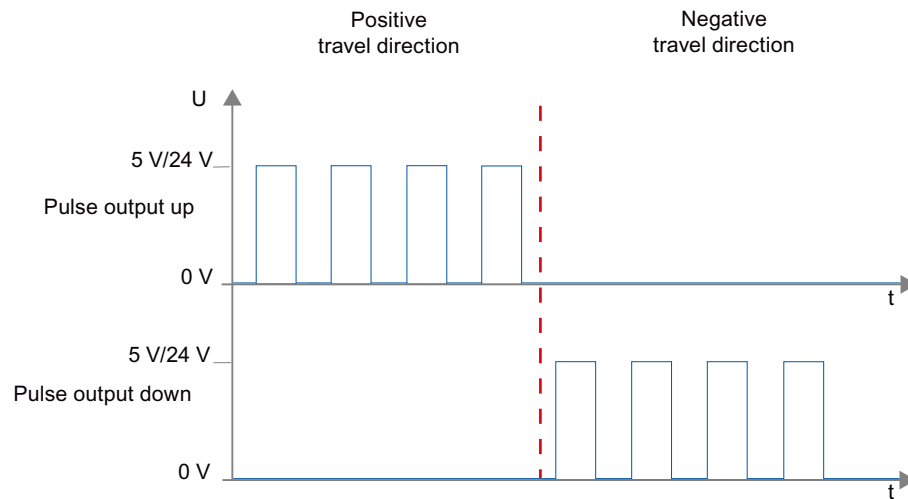 Positive
travel direction
Negative
travel direction
U
5 V/24 V
Pulse output up
0 V
t
5 V/24 V
Pulse output down
0 V
t